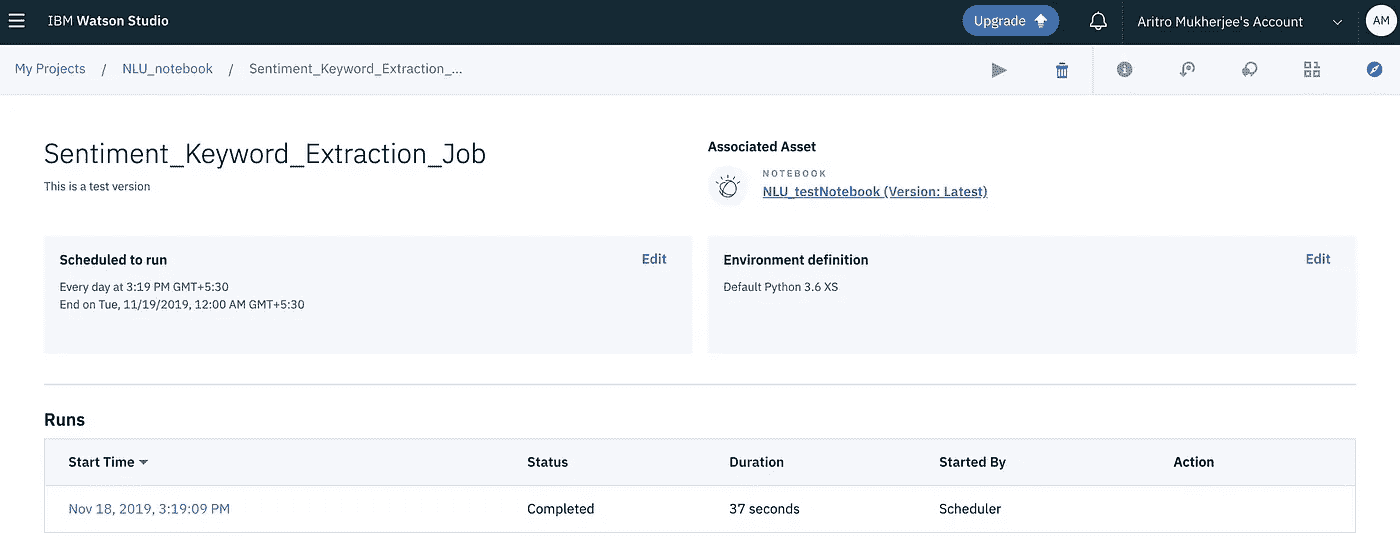 IBM Watson Studio
Upgrade
Aritro Mukherjee's Account
AM
My Projects / NLU_notebook / Sentiment_Keyword_Extraction_...
Sentiment_Keyword_Extraction_Job
This is a test version
Associated Asset
NOTEBOOK
NLU_testNotebook (Version: Latest)
Scheduled to run
Edit
Every day at 3:19 PM GMT+5:30
End on Tue, 11/19/2019, 12:00 AM GMT+5:30
Environment definition
Edit
Default Python 3.6 XS
Runs
Start Time Status Duration Started By Action
Nov 18, 2019, 3:19:09 PM Completed 37 seconds Scheduler